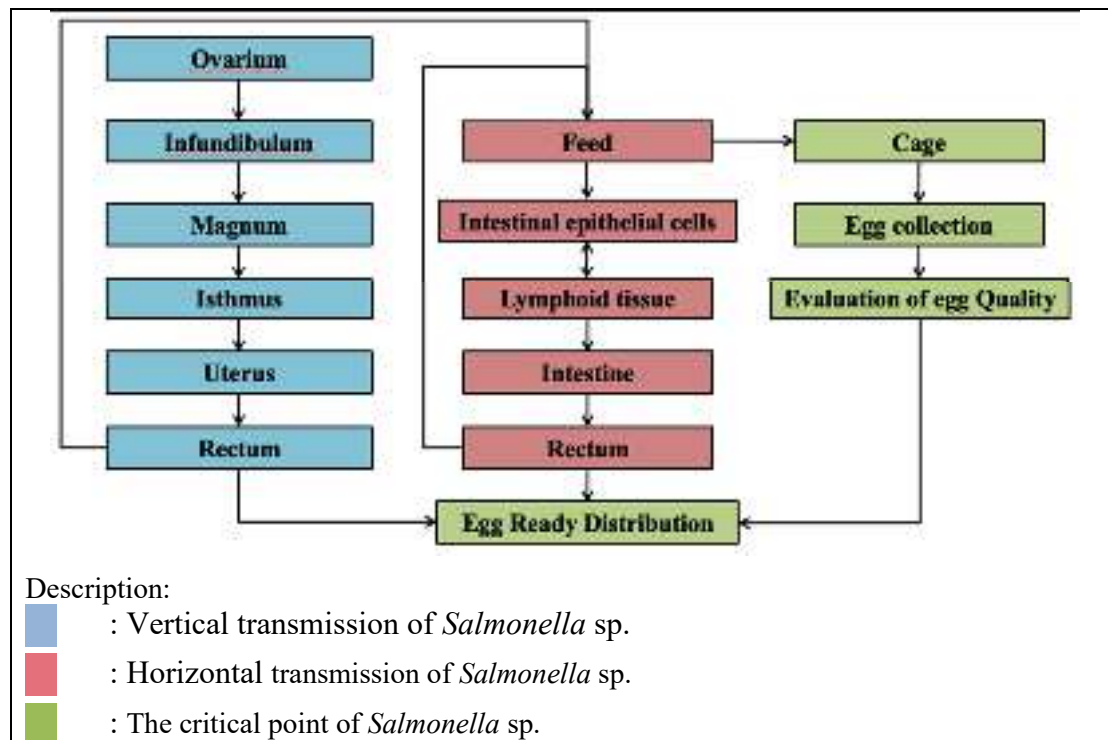 Ovarium
Infundibulum
Magnum
Isthmus
Uterus
Rectum
Feed
Intestinal epithelial cells
Lymphoid tissue
Intestine
Rectum
Cage
Egg collection
Evaluation of egg Quality
Egg Ready Distribution
Description:
: Vertical transmission of Salmonella sp.
: Horizontal transmission of Salmonella sp.
: The critical point of Salmonella sp.